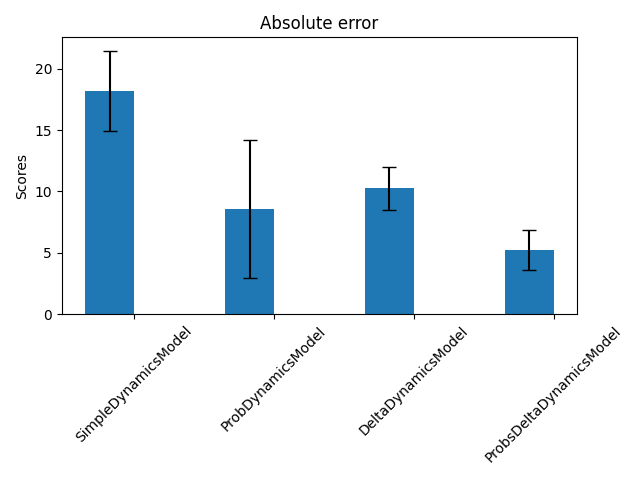 Absolute error
Scores
20
15
10
5
0
SimpleDynamicsModel
ProbDynamicsModel
DeltaDynamicsModel
ProbsDeltaDynamicsModel